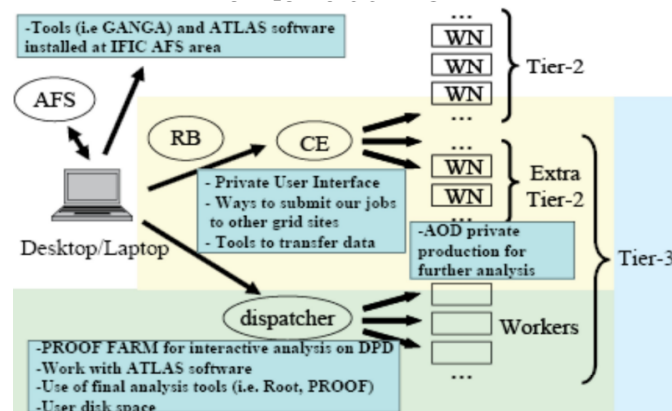 -Tools (i.e GANGA) and ATLAS software
installed at IFIC AFS area
AFS
RB
CE
Desktop/Laptop
...
WN
WN
WN
...
Tier-2
...
WN
WN
...
Extra
Tier-2
- Private User Interface
- Ways to submit our jobs
to other grid sites
- Tools to transfer data
-AOD private
production for
further analysis
Tier-3
dispatcher
Workers
...
-PROOF FARM for interactive analysis on DPD
-Work with ATLAS software
-Use of final analysis tools (i.e. Root, PROOF)
-User disk space